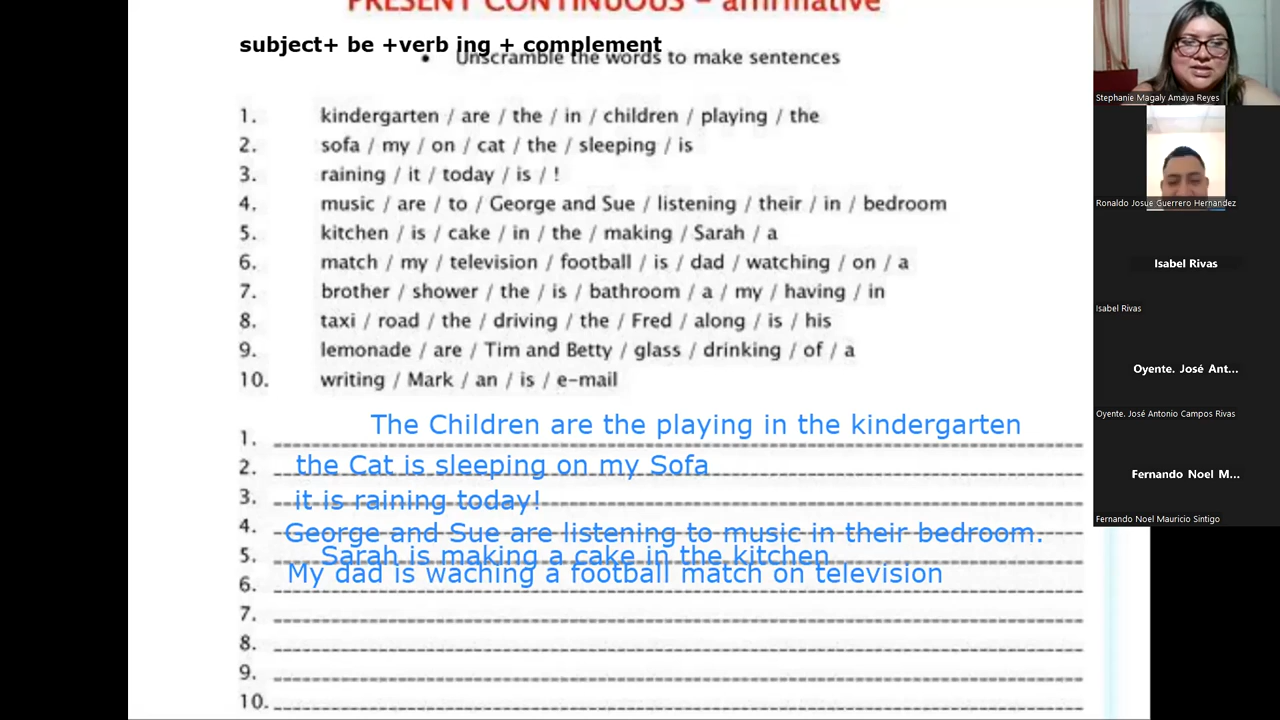 PRESENT CONTINUOUS – affirmative
subject+ be +verb ing + complement
• Unscramble the words to make sentences
1. kindergarten / are / the / in / children / playing / the
2. sofa / my / on / cat / the / sleeping / is
3. raining / it / today / is / !
4. music / are / to / George and Sue / listening / their / in / bedroom
5. kitchen / is / cake / in / the / making / Sarah / a
6. match / my / television / football / is / dad / watching / on / a
7. brother / shower / the / is / bathroom / a / my / having / in
8. taxi / road / the / driving / the / Fred / along / is / his
9. lemonade / are / Tim and Betty / glass / drinking / of / a
10. writing / Mark / an / is / e-mail
1. The Children are the playing in the kindergarten
2. the Cat is sleeping on my Sofa
3. it is raining today!
4. George and Sue are listening to music in their bedroom.
5. Sarah is making a cake in the kitchen
6. My dad is waching a football match on television
7.
8.
9.
10.
Stephanie Magaly Amaya Reyes
Ronaldo Josue Guerrero Hernandez
Isabel Rivas
Isabel Rivas
Oyente. José Ant...
Oyente. José Antonio Campos Rivas
Fernando Noel M...
Fernando Noel Mauricio Sintigo